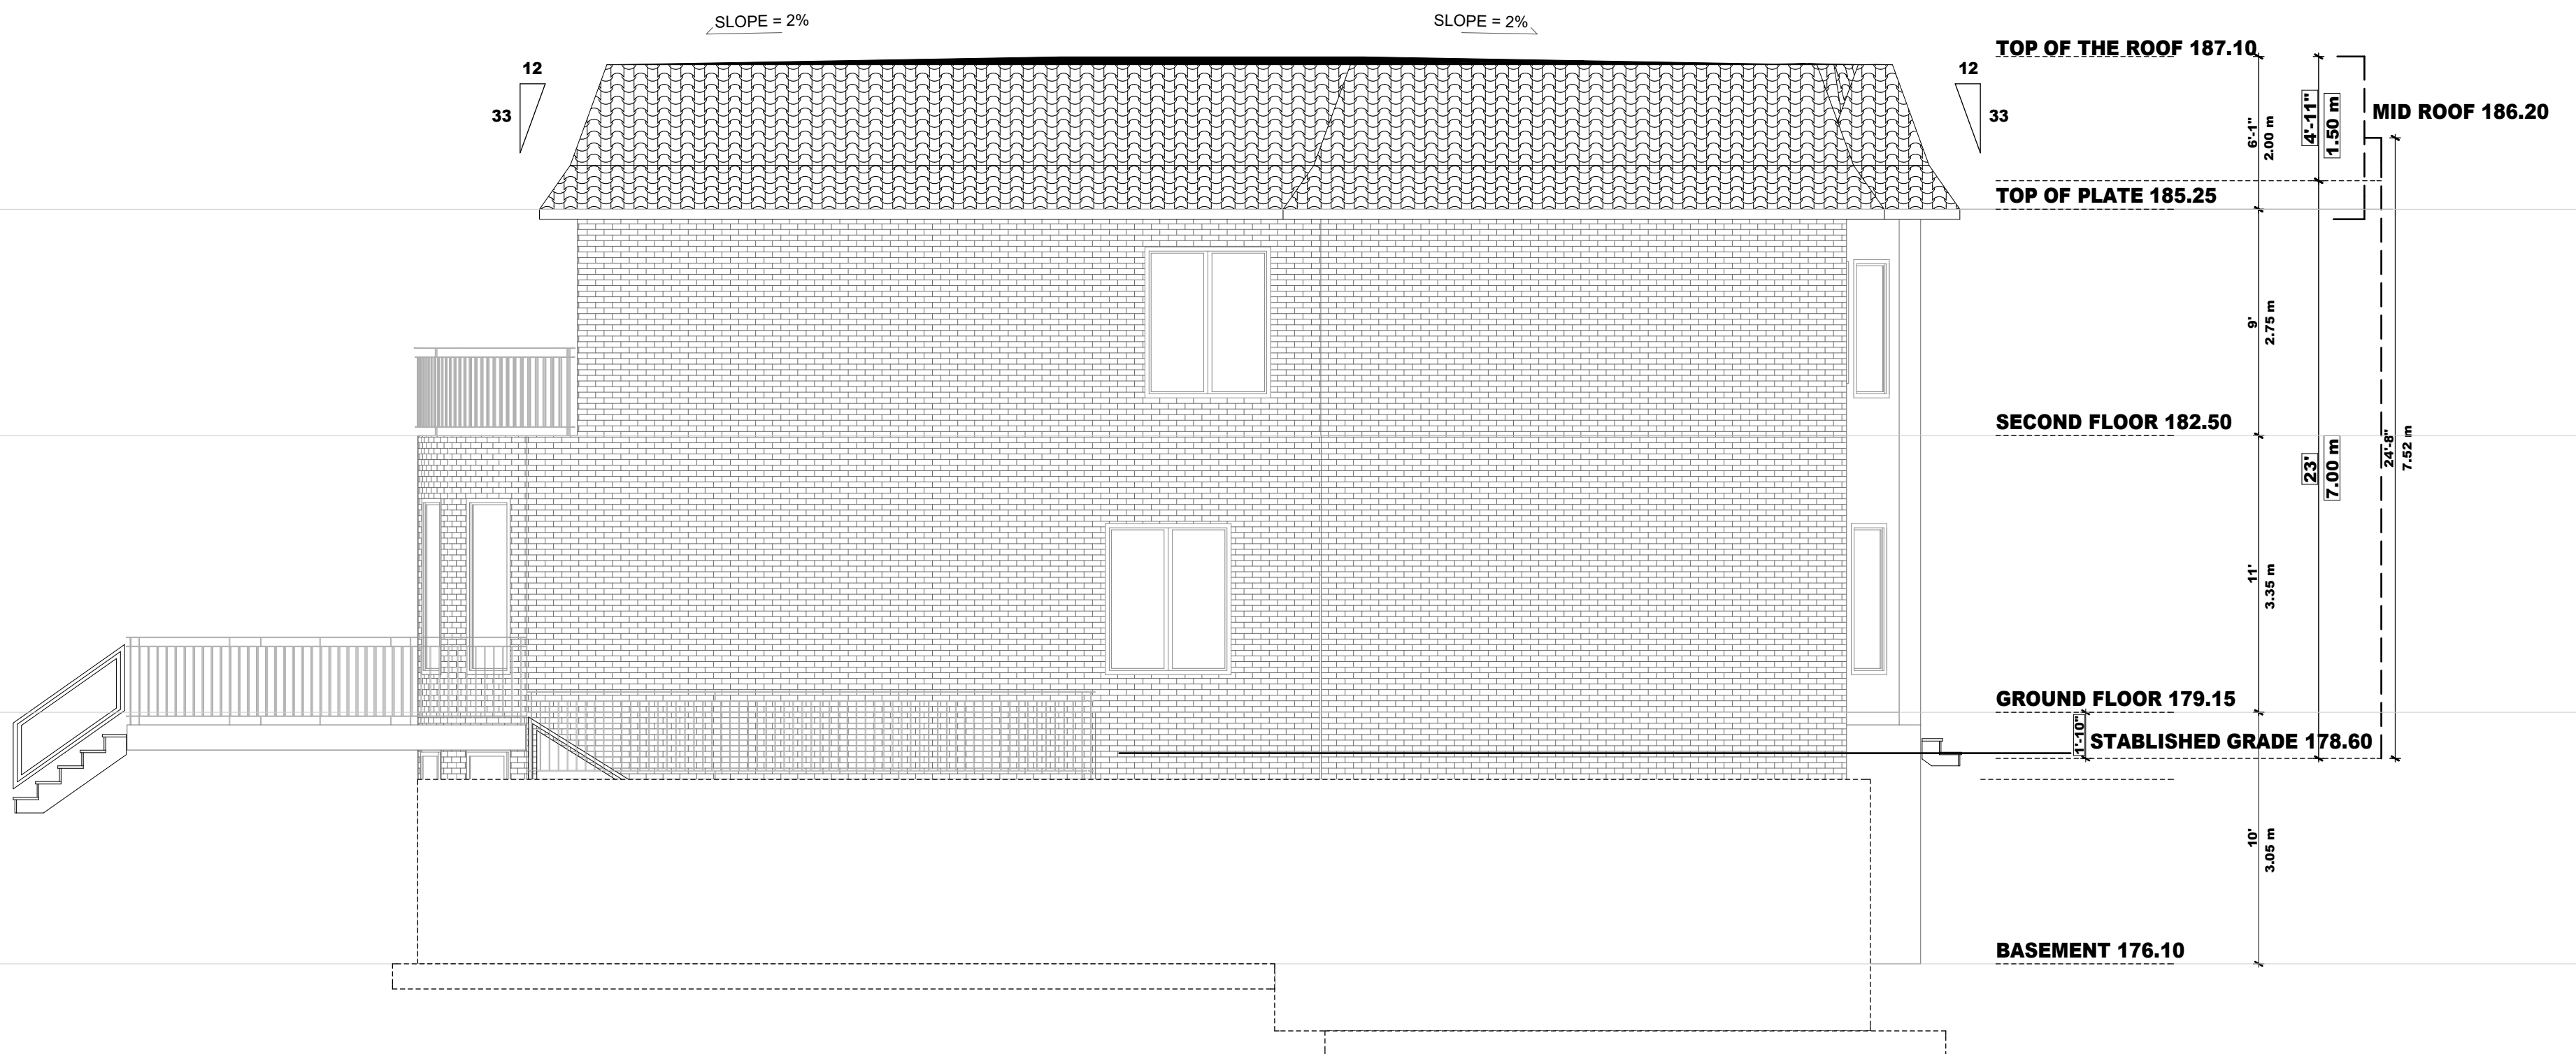 SLOPE = 2%
SLOPE = 2%
12
33
12
33
TOP OF THE ROOF 187.10
MID ROOF 186.20
TOP OF PLATE 185.25
SECOND FLOOR 182.50
GROUND FLOOR 179.15
STABLISHED GRADE 178.60
BASEMENT 176.10
6'-1"
2.00 m
4'-11"
1.50 m
9'
2.75 m
23'
7.00 m
24'-8"
7.52 m
11'
3.35 m
1'-10"
10'
3.05 m